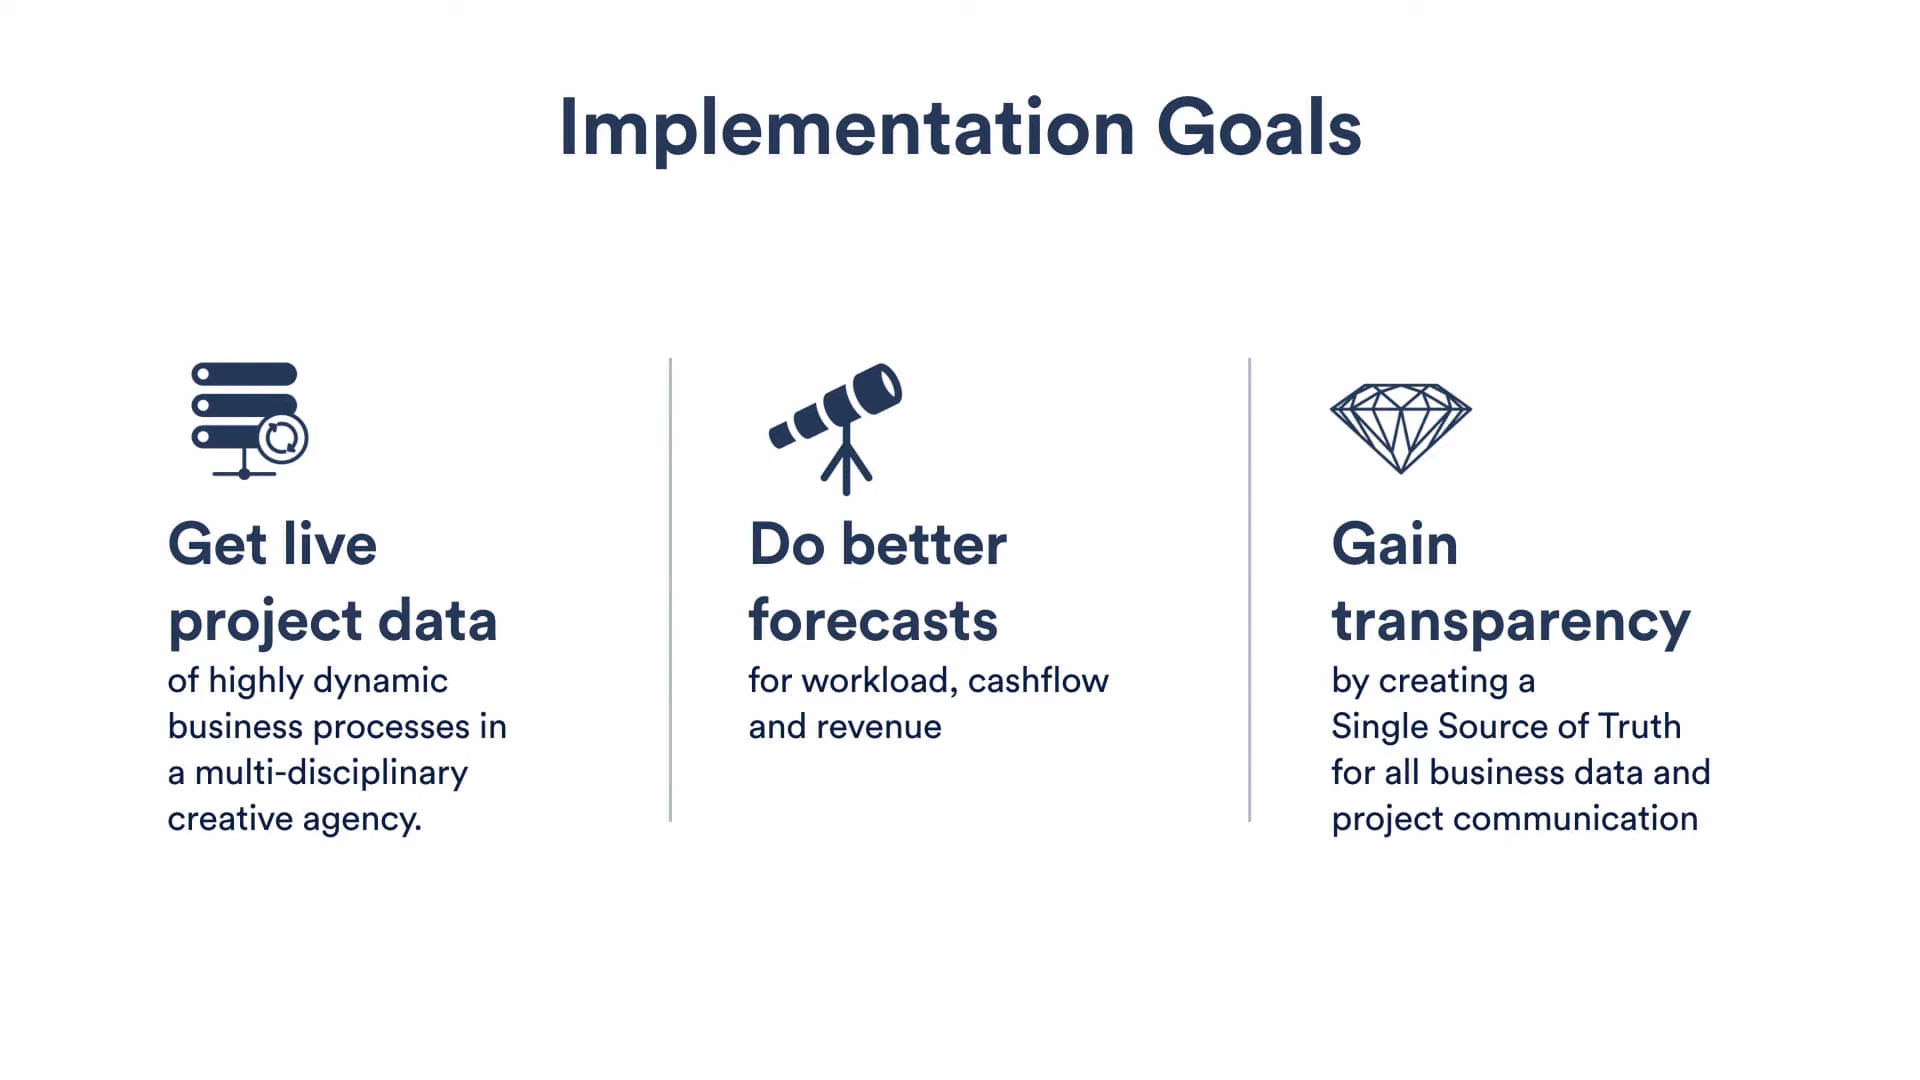 Implementation Goals
Get live
project data
of highly dynamic
business processes in
a multi-disciplinary
creative agency.
Do better
forecasts
for workload, cashflow
and revenue
Gain
transparency
by creating a
Single Source of Truth
for all business data and
project communication